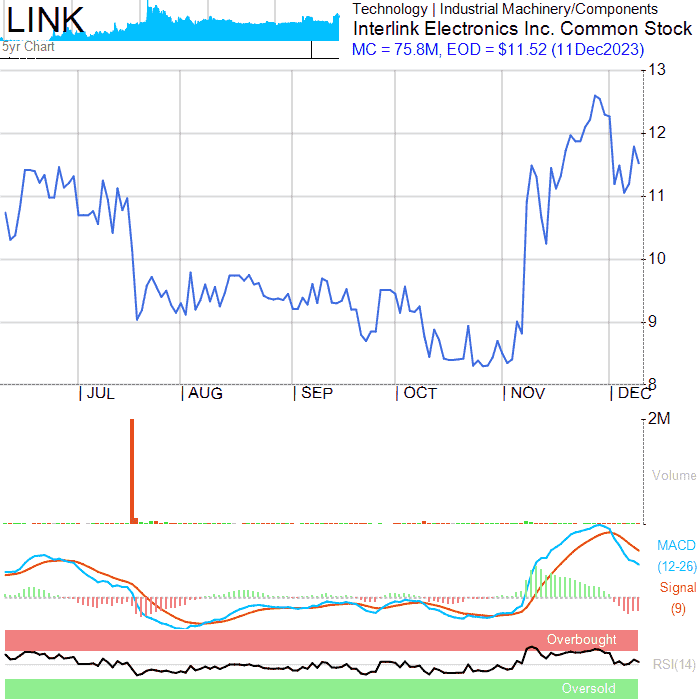 LINK
5yr Chart
Technology | Industrial Machinery/Components
Interlink Electronics Inc. Common Stock
MC = 75.8M, EOD = $11.52 (11Dec2023)
13
12
11
10
9
8
| JUL | AUG | SEP | OCT | NOV | DEC
2M
Volume
MACD
(12-26)
Signal
(9)
Overbought
RSI(14)
Oversold